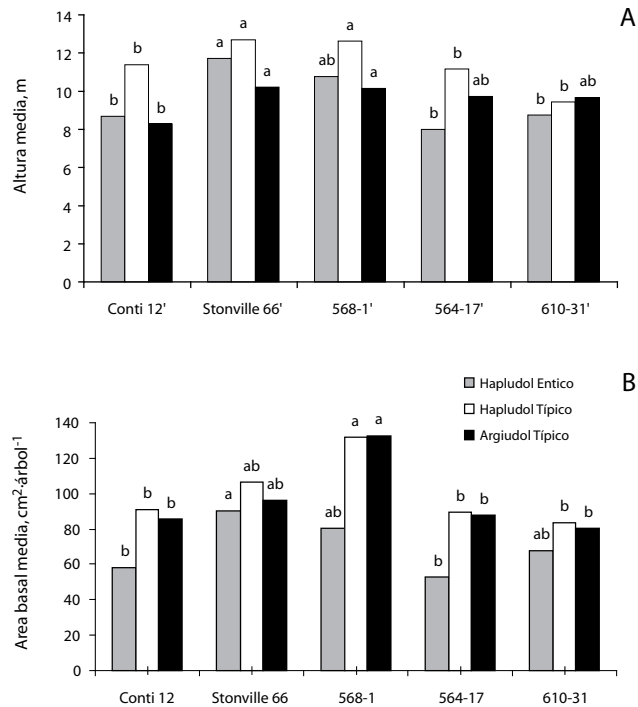 A
14
12
10
8
6
4
2
0
Altura media, m
b b b
a a a
ab a a
b b ab
b b ab
Conti 12' Stonville 66' 568-1' 564-17' 610-31'
B
Hapludol Entico
Hapludol Típico
Argiudol Típico
140
120
100
80
60
40
20
0
Area basal media, cm²·árbol⁻¹
b b b
a ab ab
ab a a
b b b
ab b b
Conti 12 Stonville 66 568-1 564-17 610-31